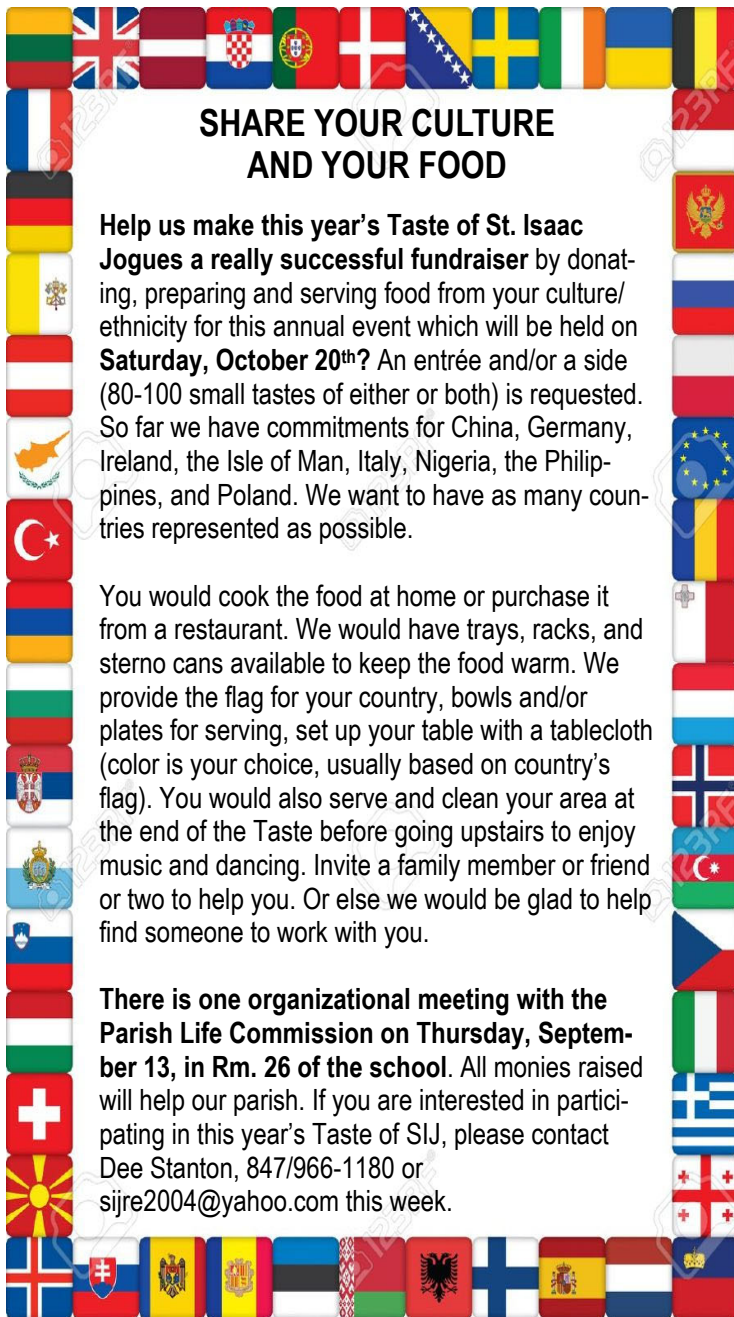 SHARE YOUR CULTURE
AND YOUR FOOD
Help us make this year's Taste of St. Isaac
Jogues a really successful fundraiser by donat-
ing, preparing and serving food from your culture/
ethnicity for this annual event which will be held on
Saturday, October 20th? An entrée and/or a side
(80-100 small tastes of either or both) is requested.
So far we have commitments for China, Germany,
Ireland, the Isle of Man, Italy, Nigeria, the Philip-
pines, and Poland. We want to have as many coun-
tries represented as possible.
You would cook the food at home or purchase it
from a restaurant. We would have trays, racks, and
sterno cans available to keep the food warm. We
provide the flag for your country, bowls and/or
plates for serving, set up your table with a tablecloth
(color is your choice, usually based on country's
flag). You would also serve and clean your area at
the end of the Taste before going upstairs to enjoy
music and dancing. Invite a family member or friend
or two to help you. Or else we would be glad to help
find someone to work with you.
There is one organizational meeting with the
Parish Life Commission on Thursday, Septem-
ber 13, in Rm. 26 of the school. All monies raised
will help our parish. If you are interested in partici-
pating in this year's Taste of SIJ, please contact
Dee Stanton, 847/966-1180 or
sijre2004@yahoo.com this week.